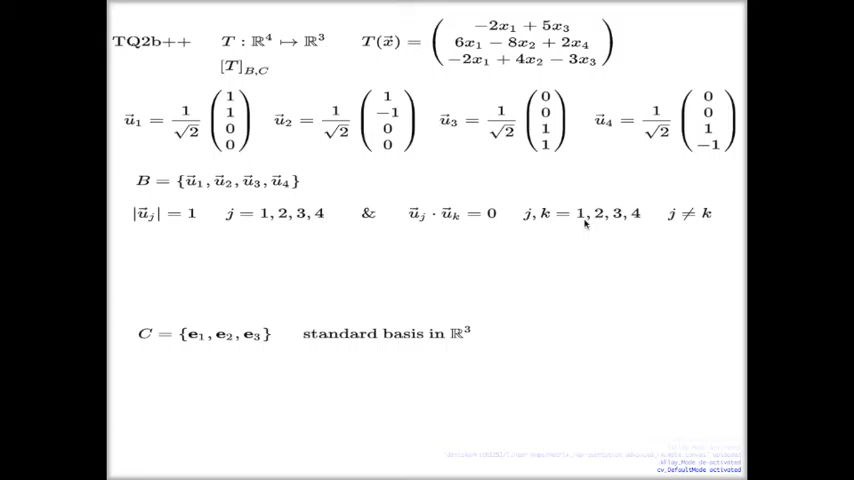 TQ2b++ T : ℝ⁴ ↦ ℝ³ T(x⃗) = ( −2x₁ + 5x₃ ; 6x₁ − 8x₂ + 2x₄ ; −2x₁ + 4x₂ − 3x₃ )
[T]_{B,C}
u⃗₁ = 1/√2 ( 1 1 0 0 ) u⃗₂ = 1/√2 ( 1 −1 0 0 ) u⃗₃ = 1/√2 ( 0 0 1 1 ) u⃗₄ = 1/√2 ( 0 0 1 −1 )
B = {u⃗₁, u⃗₂, u⃗₃, u⃗₄}
|u⃗ⱼ| = 1 j = 1, 2, 3, 4 & u⃗ⱼ · u⃗ₖ = 0 j, k = 1, 2, 3, 4 j ≠ k
C = {e₁, e₂, e₃} standard basis in ℝ³
cv_DefaultMode activated